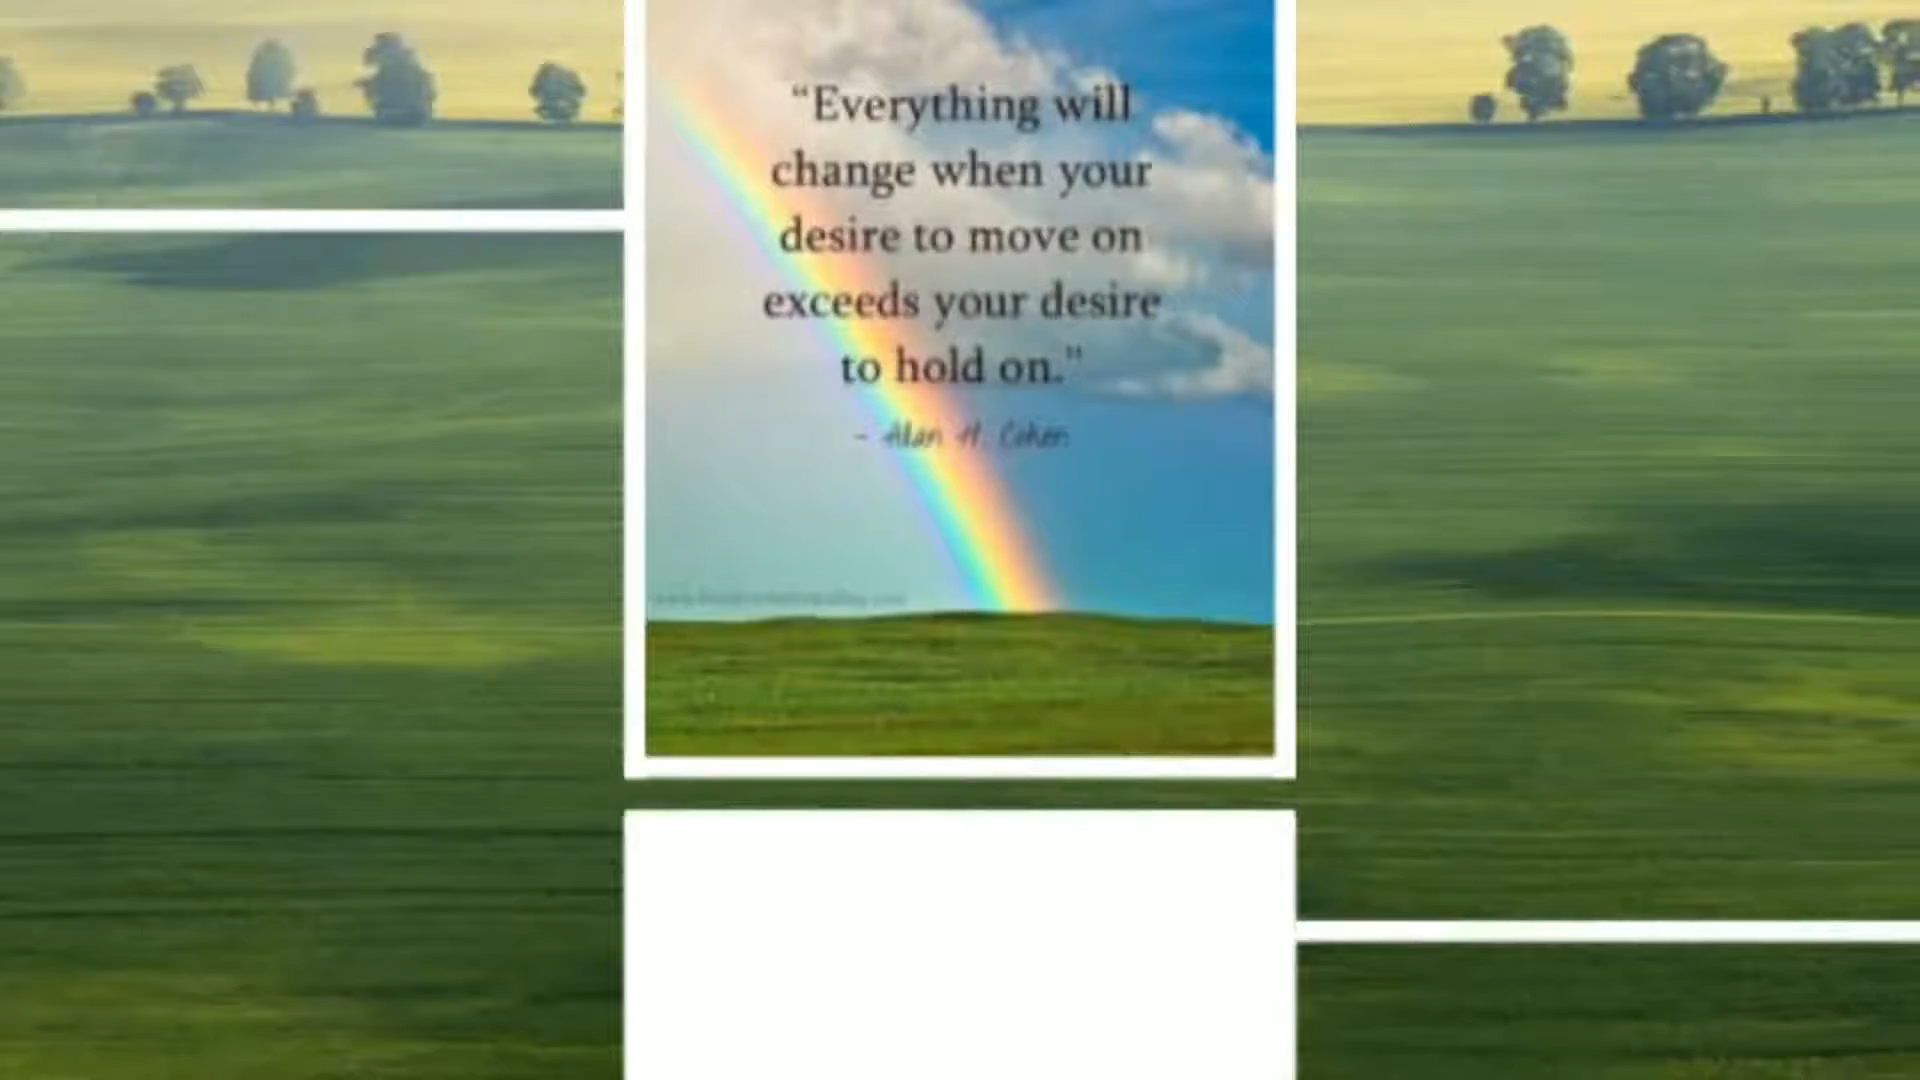 “Everything will
change when your
desire to move on
exceeds your desire
to hold on."
- Alan H. Cohen